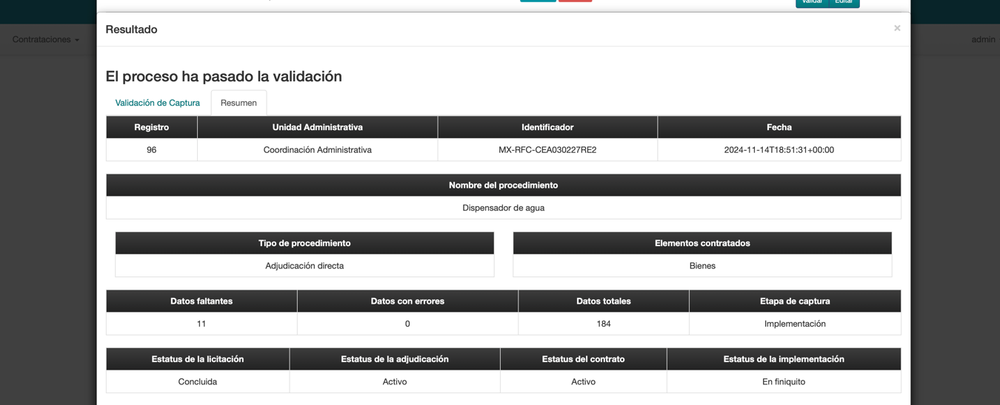 Validar Editar
Resultado ×
Contrataciones admin
El proceso ha pasado la validación
Validación de Captura Resumen
Registro Unidad Administrativa Identificador Fecha
96 Coordinación Administrativa MX-RFC-CEA030227RE2 2024-11-14T18:51:31+00:00
Nombre del procedimiento
Dispensador de agua
Tipo de procedimiento Elementos contratados
Adjudicación directa Bienes
Datos faltantes Datos con errores Datos totales Etapa de captura
11 0 184 Implementación
Estatus de la licitación Estatus de la adjudicación Estatus del contrato Estatus de la implementación
Concluida Activo Activo En finiquito